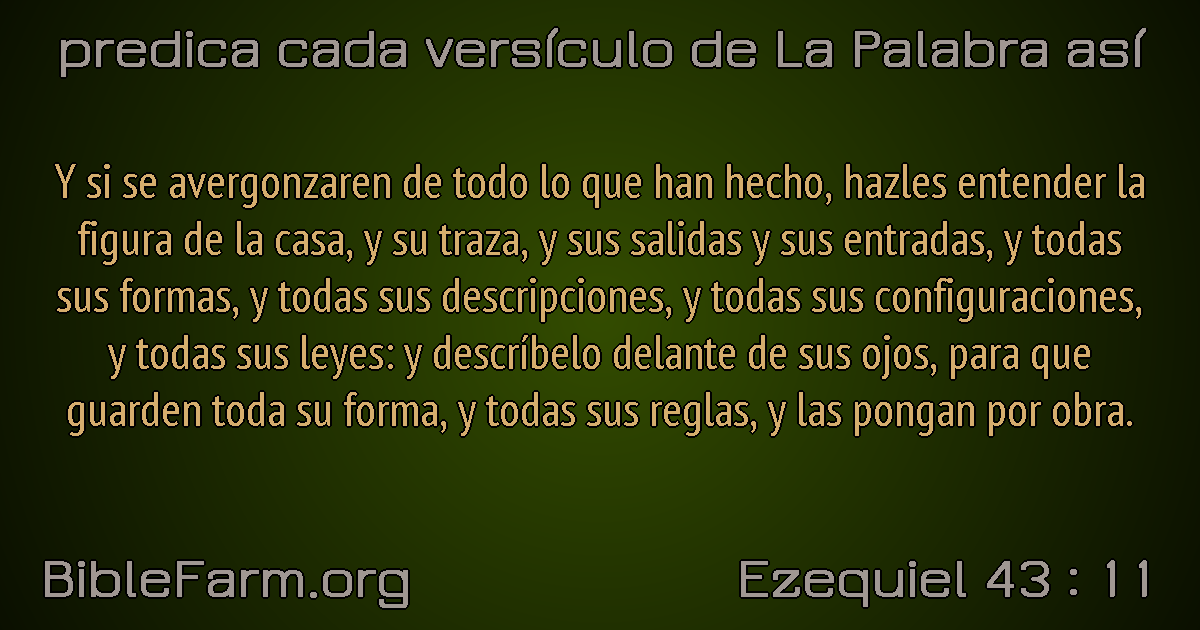 predica cada versículo de La Palabra así
Y si se avergonzaren de todo lo que han hecho, hazles entender la
figura de la casa, y su traza, y sus salidas y sus entradas, y todas
sus formas, y todas sus descripciones, y todas sus configuraciones,
y todas sus leyes: y descríbelo delante de sus ojos, para que
guarden toda su forma, y todas sus reglas, y las pongan por obra.
BibleFarm.org
Ezequiel 43 : 11